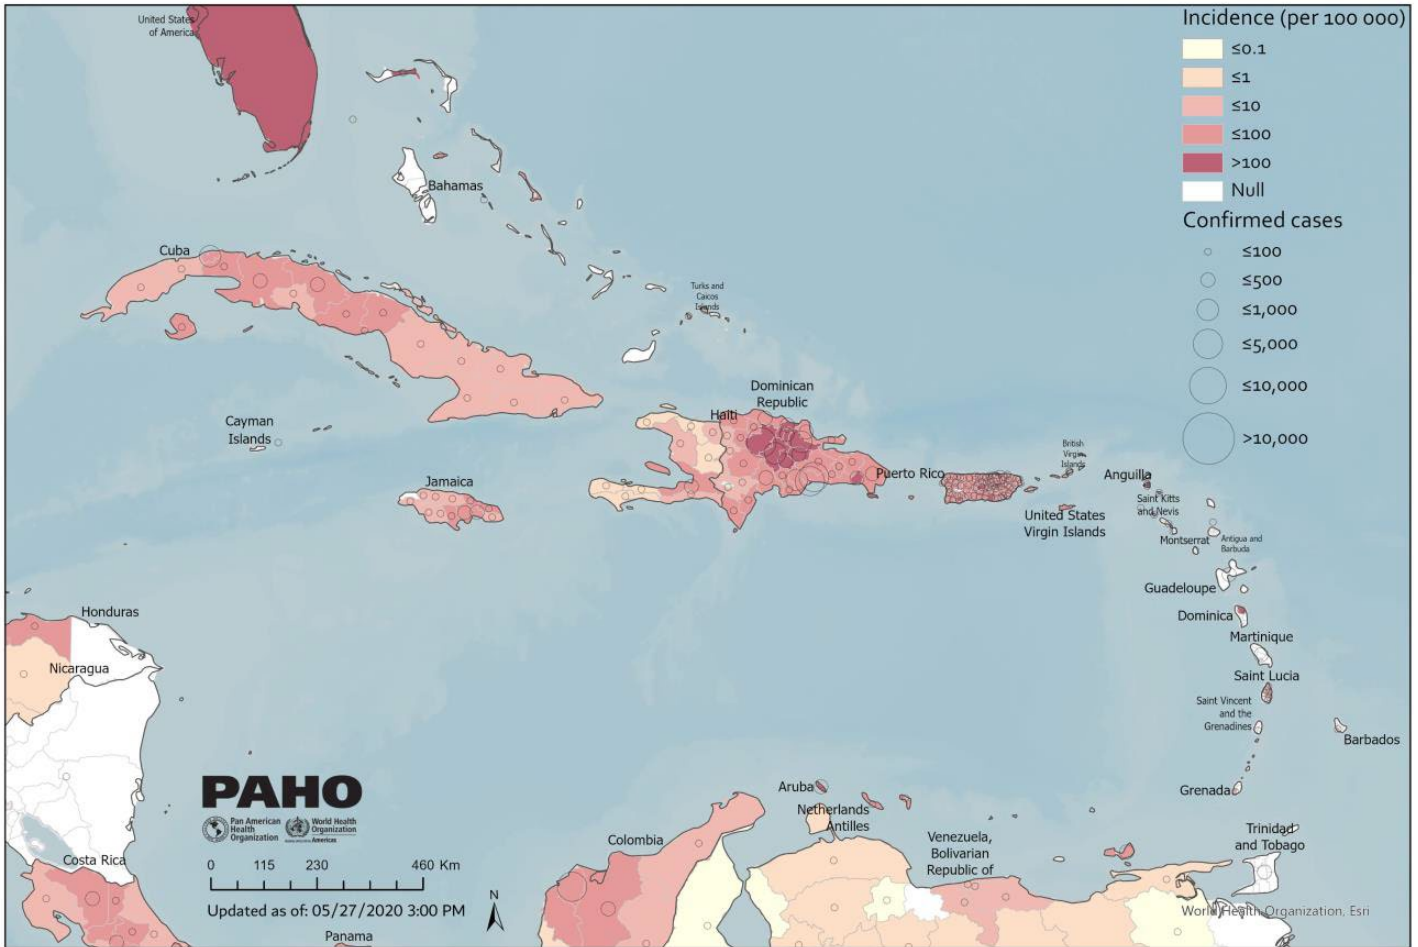 United States
of America
Incidence (per 100 000)
≤0.1
≤1
≤10
≤100
>100
Null
Confirmed cases
≤100
≤500
≤1,000
≤5,000
≤10,000
>10,000
Bahamas
Cuba
Turks and
Caicos
Islands
Dominican
Republic
Haiti
Cayman
Islands
Jamaica
Puerto Rico
British
Virgin
Islands
Anguilla
Saint Kitts
and Nevis
United States
Virgin Islands
Montserrat
Antigua and
Barbuda
Guadeloupe
Dominica
Martinique
Saint Lucia
Saint Vincent
and the
Grenadines
Barbados
Grenada
Trinidad
and Tobago
Honduras
Nicaragua
Costa Rica
Panama
Colombia
Aruba
Netherlands
Antilles
Venezuela,
Bolivarian
Republic of
PAHO
Pan American
Health
Organization
World Health
Organization
Americas
0 115 230 460 Km
Updated as of: 05/27/2020 3:00 PM
N
World Health Organization, Esri